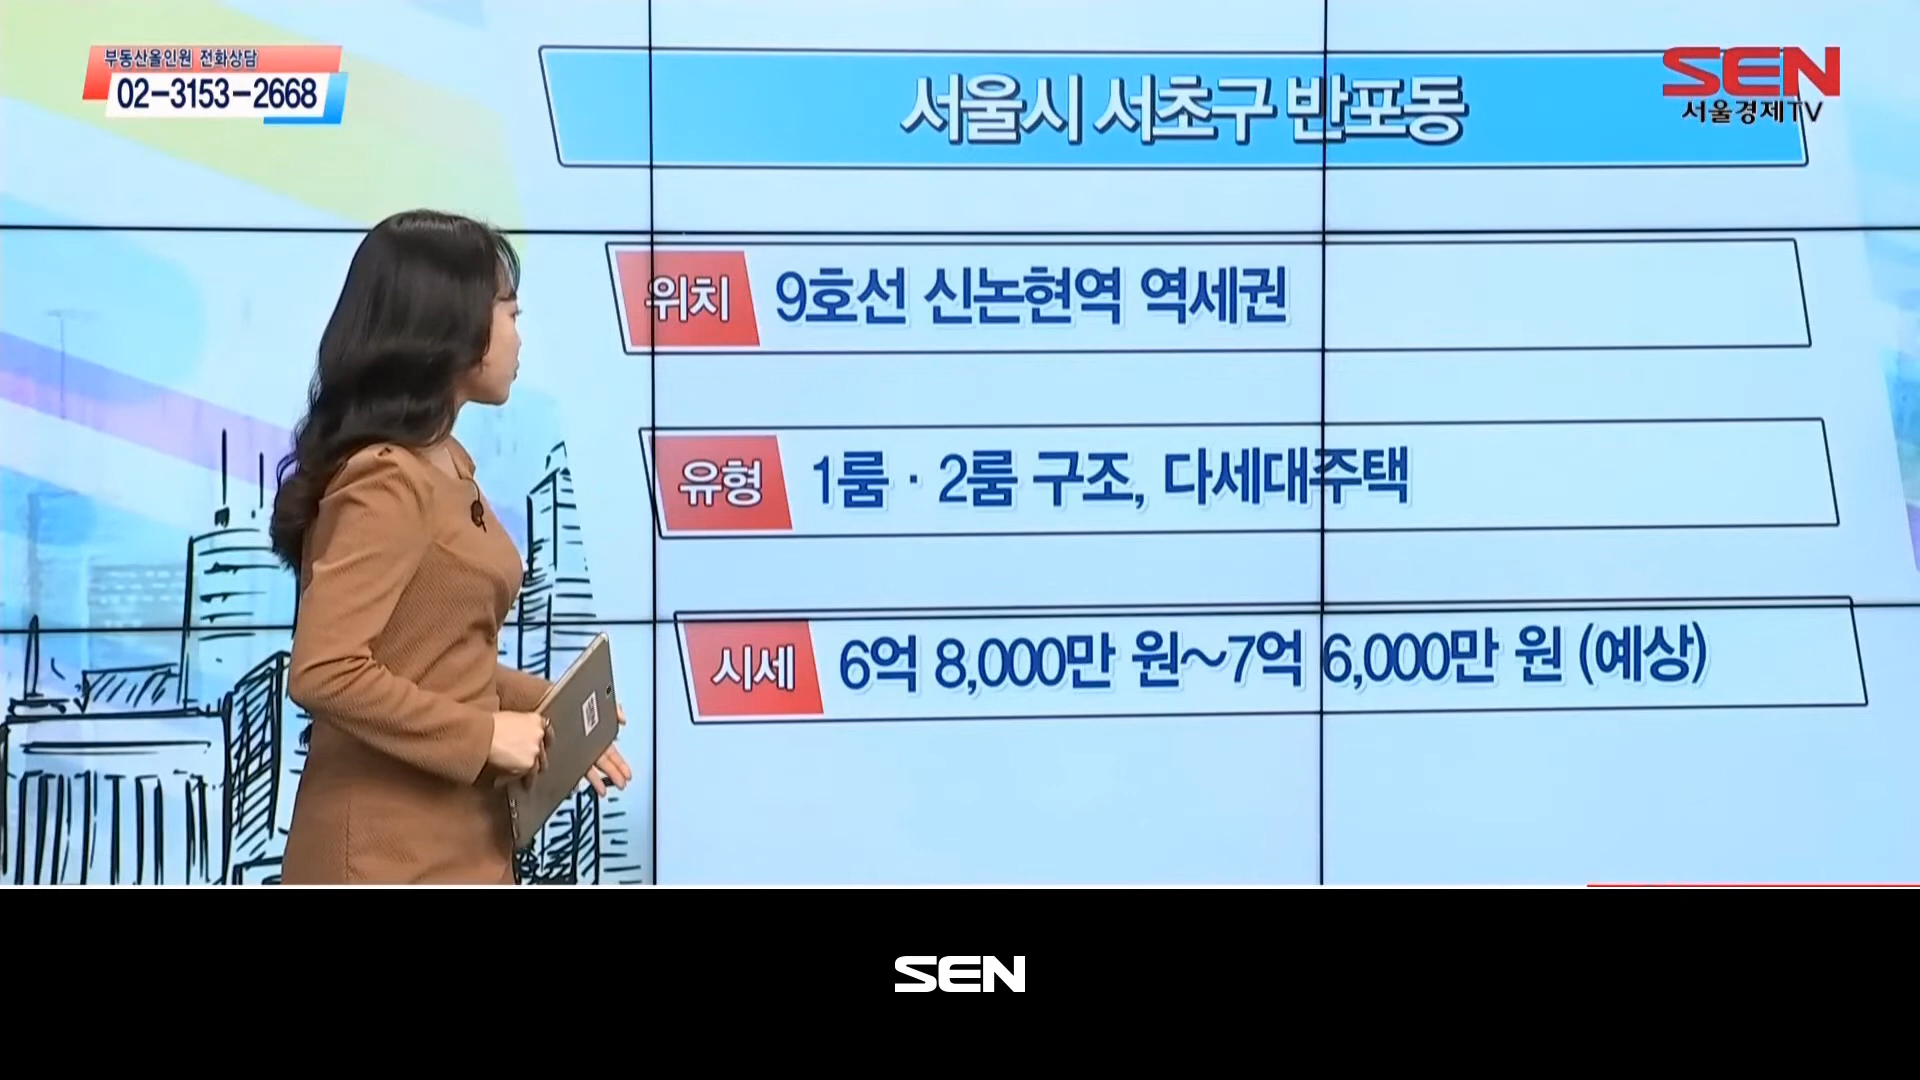 부동산올인원 전화상담
02-3153-2668
서울시 서초구 반포동
SEN
서울경제TV
위치 9호선 신논현역 역세권
유형 1룸 · 2룸 구조, 다세대주택
시세 6억 8,000만 원~7억 6,000만 원 (예상)
SEN